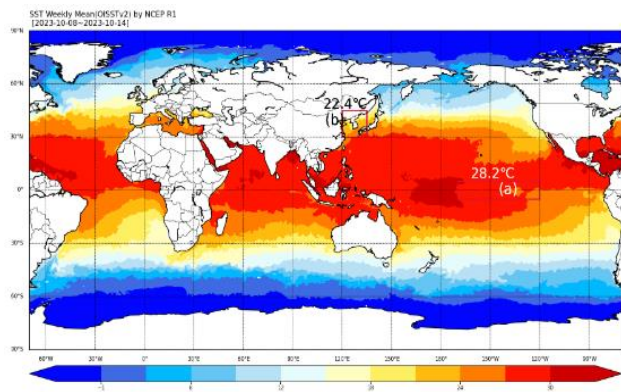 SST Weekly Mean(OISSTv2) by NCEP R1
[2023-10-08~2023-10-14]
90°N
60°N
30°N
0°
30°S
60°S
90°S
22.4℃
(b)
28.2℃
(a)
60°W 30°W 0° 30°E 60°E 90°E 120°E 150°E 180° 150°W 120°W 90°W
-1 6 12 18 24 30